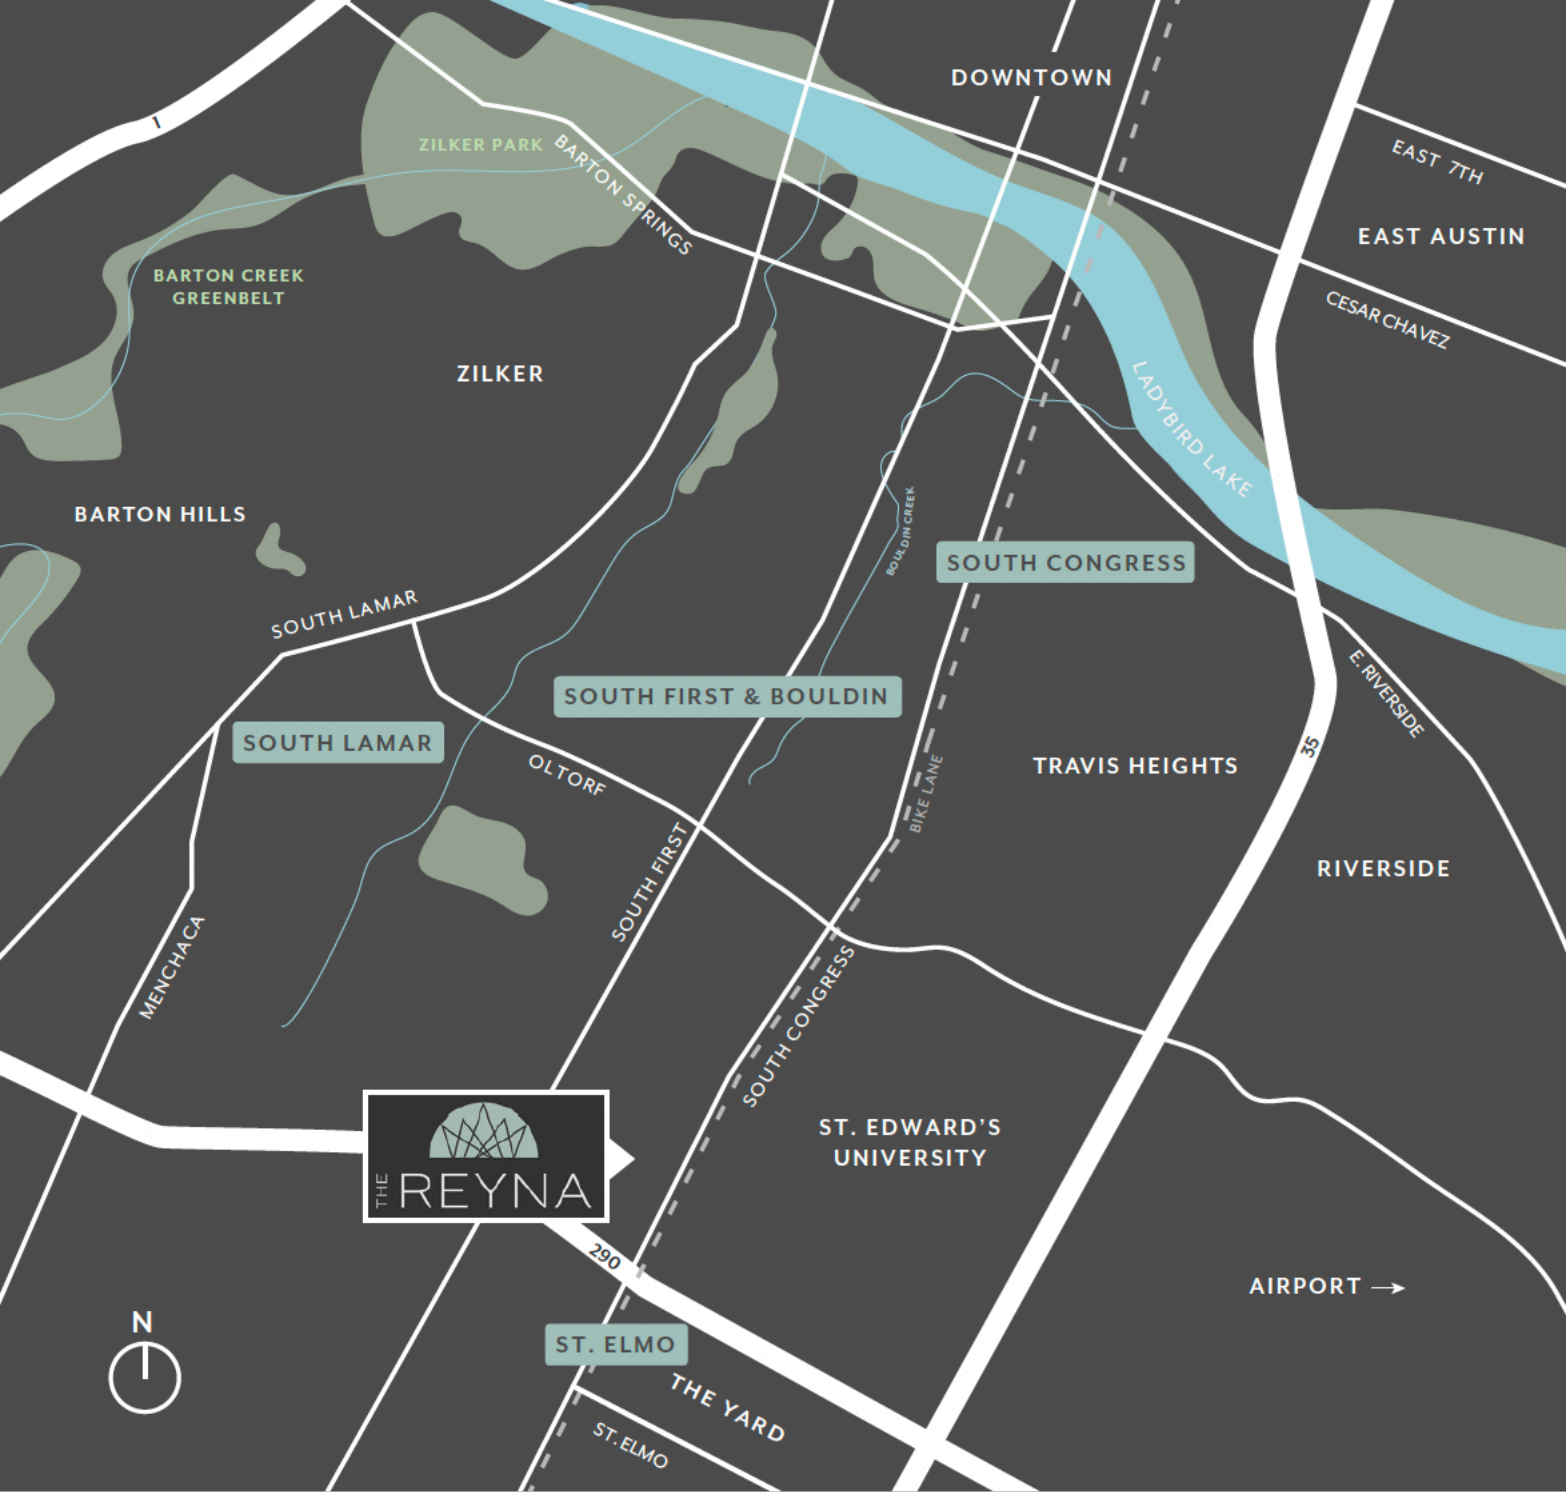 DOWNTOWN
1
EAST 7TH
ZILKER PARK
BARTON SPRINGS
EAST AUSTIN
BARTON CREEK
GREENBELT
CESAR CHAVEZ
ZILKER
LADYBIRD LAKE
BARTON HILLS
BOULDIN CREEK
SOUTH CONGRESS
SOUTH LAMAR
E. RIVERSIDE
SOUTH FIRST & BOULDIN
SOUTH LAMAR
35
OLTORF
TRAVIS HEIGHTS
BIKE LANE
RIVERSIDE
SOUTH FIRST
MENCHACA
SOUTH CONGRESS
ST. EDWARD'S
UNIVERSITY
THE REYNA
290
AIRPORT
N
ST. ELMO
THE YARD
ST. ELMO